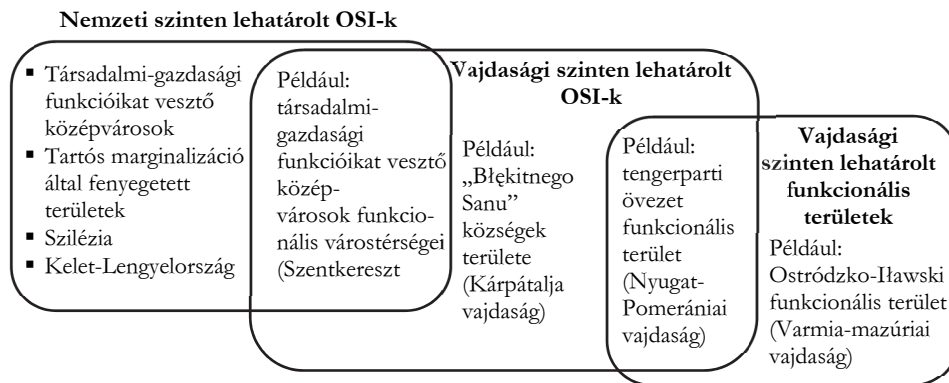 Nemzeti szinten lehatárolt OSI-k
▪ Társadalmi-gazdasági
funkcióikat vesztő
középvárosok
▪ Tartós marginalizáció
által fenyegetett
területek
▪ Szilézia
▪ Kelet-Lengyelország
Például:
társadalmi-
gazdasági
funkcióikat vesztő
közép-
városok funkcio-
nális várostérségei
(Szentkereszt
Vajdasági szinten lehatárolt
OSI-k
Például:
„Błękitnego
Sanu”
községek
területe
(Kárpátalja
vajdaság)
Például:
tengerparti
övezet
funkcionális
terület
(Nyugat-
Pomerániai
vajdaság)
Vajdasági
szinten lehatárolt
funkcionális
területek
Például:
Ostródzko-Iławski
funkcionális terület
(Varmia-mazúriai
vajdaság)